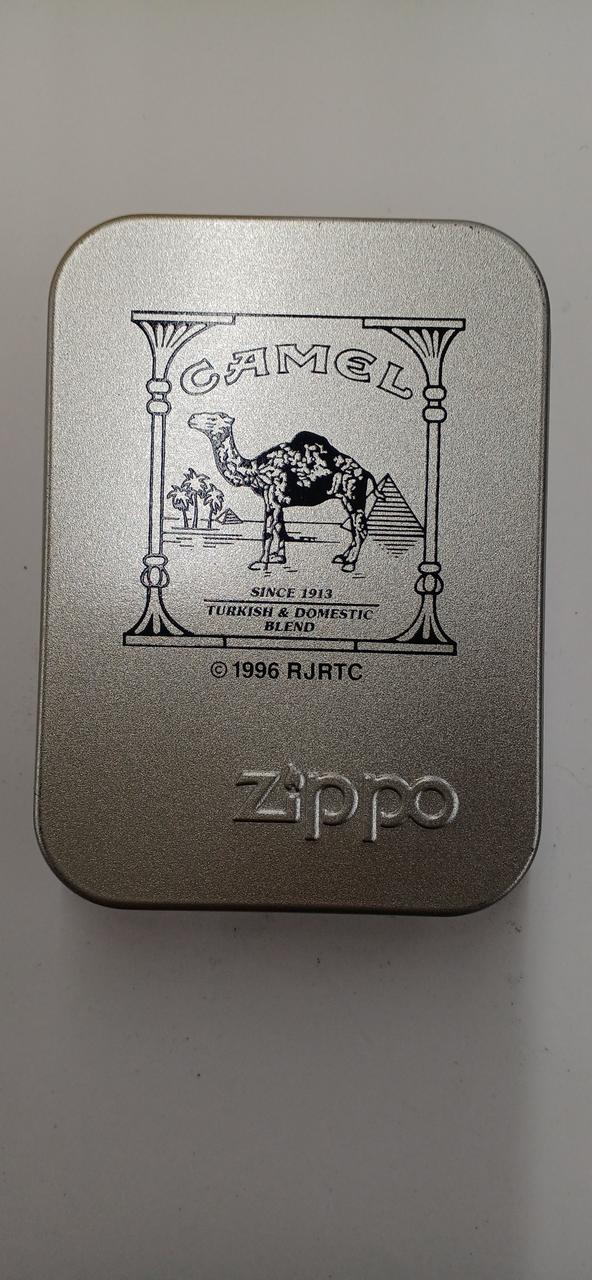 CAMEL
SINCE 1913
TURKISH & DOMESTIC
BLEND
© 1996 RJRTC
zippo